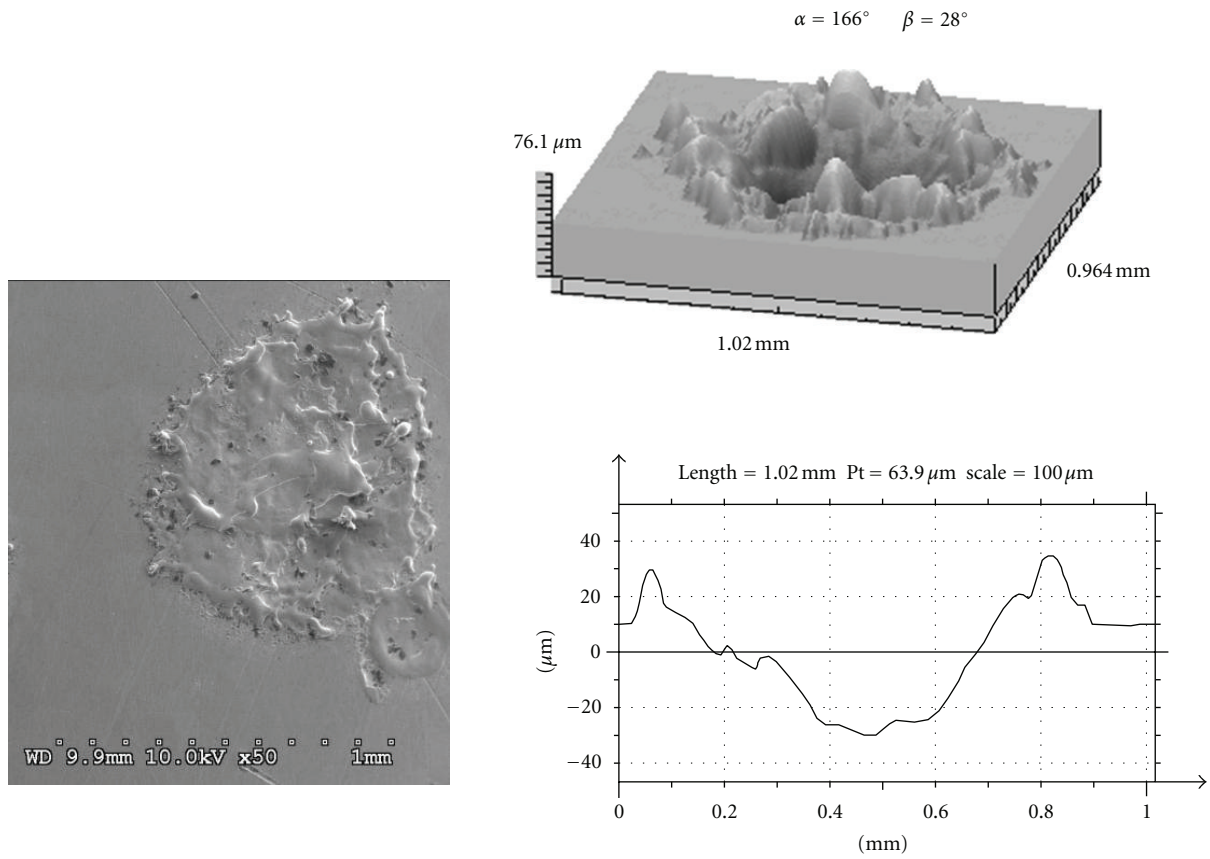 α = 166° β = 28°
76.1 μm
0.964 mm
1.02 mm
WD 9.9mm 10.0kV x50 1mm
Length = 1.02 mm Pt = 63.9 μm scale = 100 μm
40
20
0
−20
−40
(μm)
0 0.2 0.4 0.6 0.8 1
(mm)